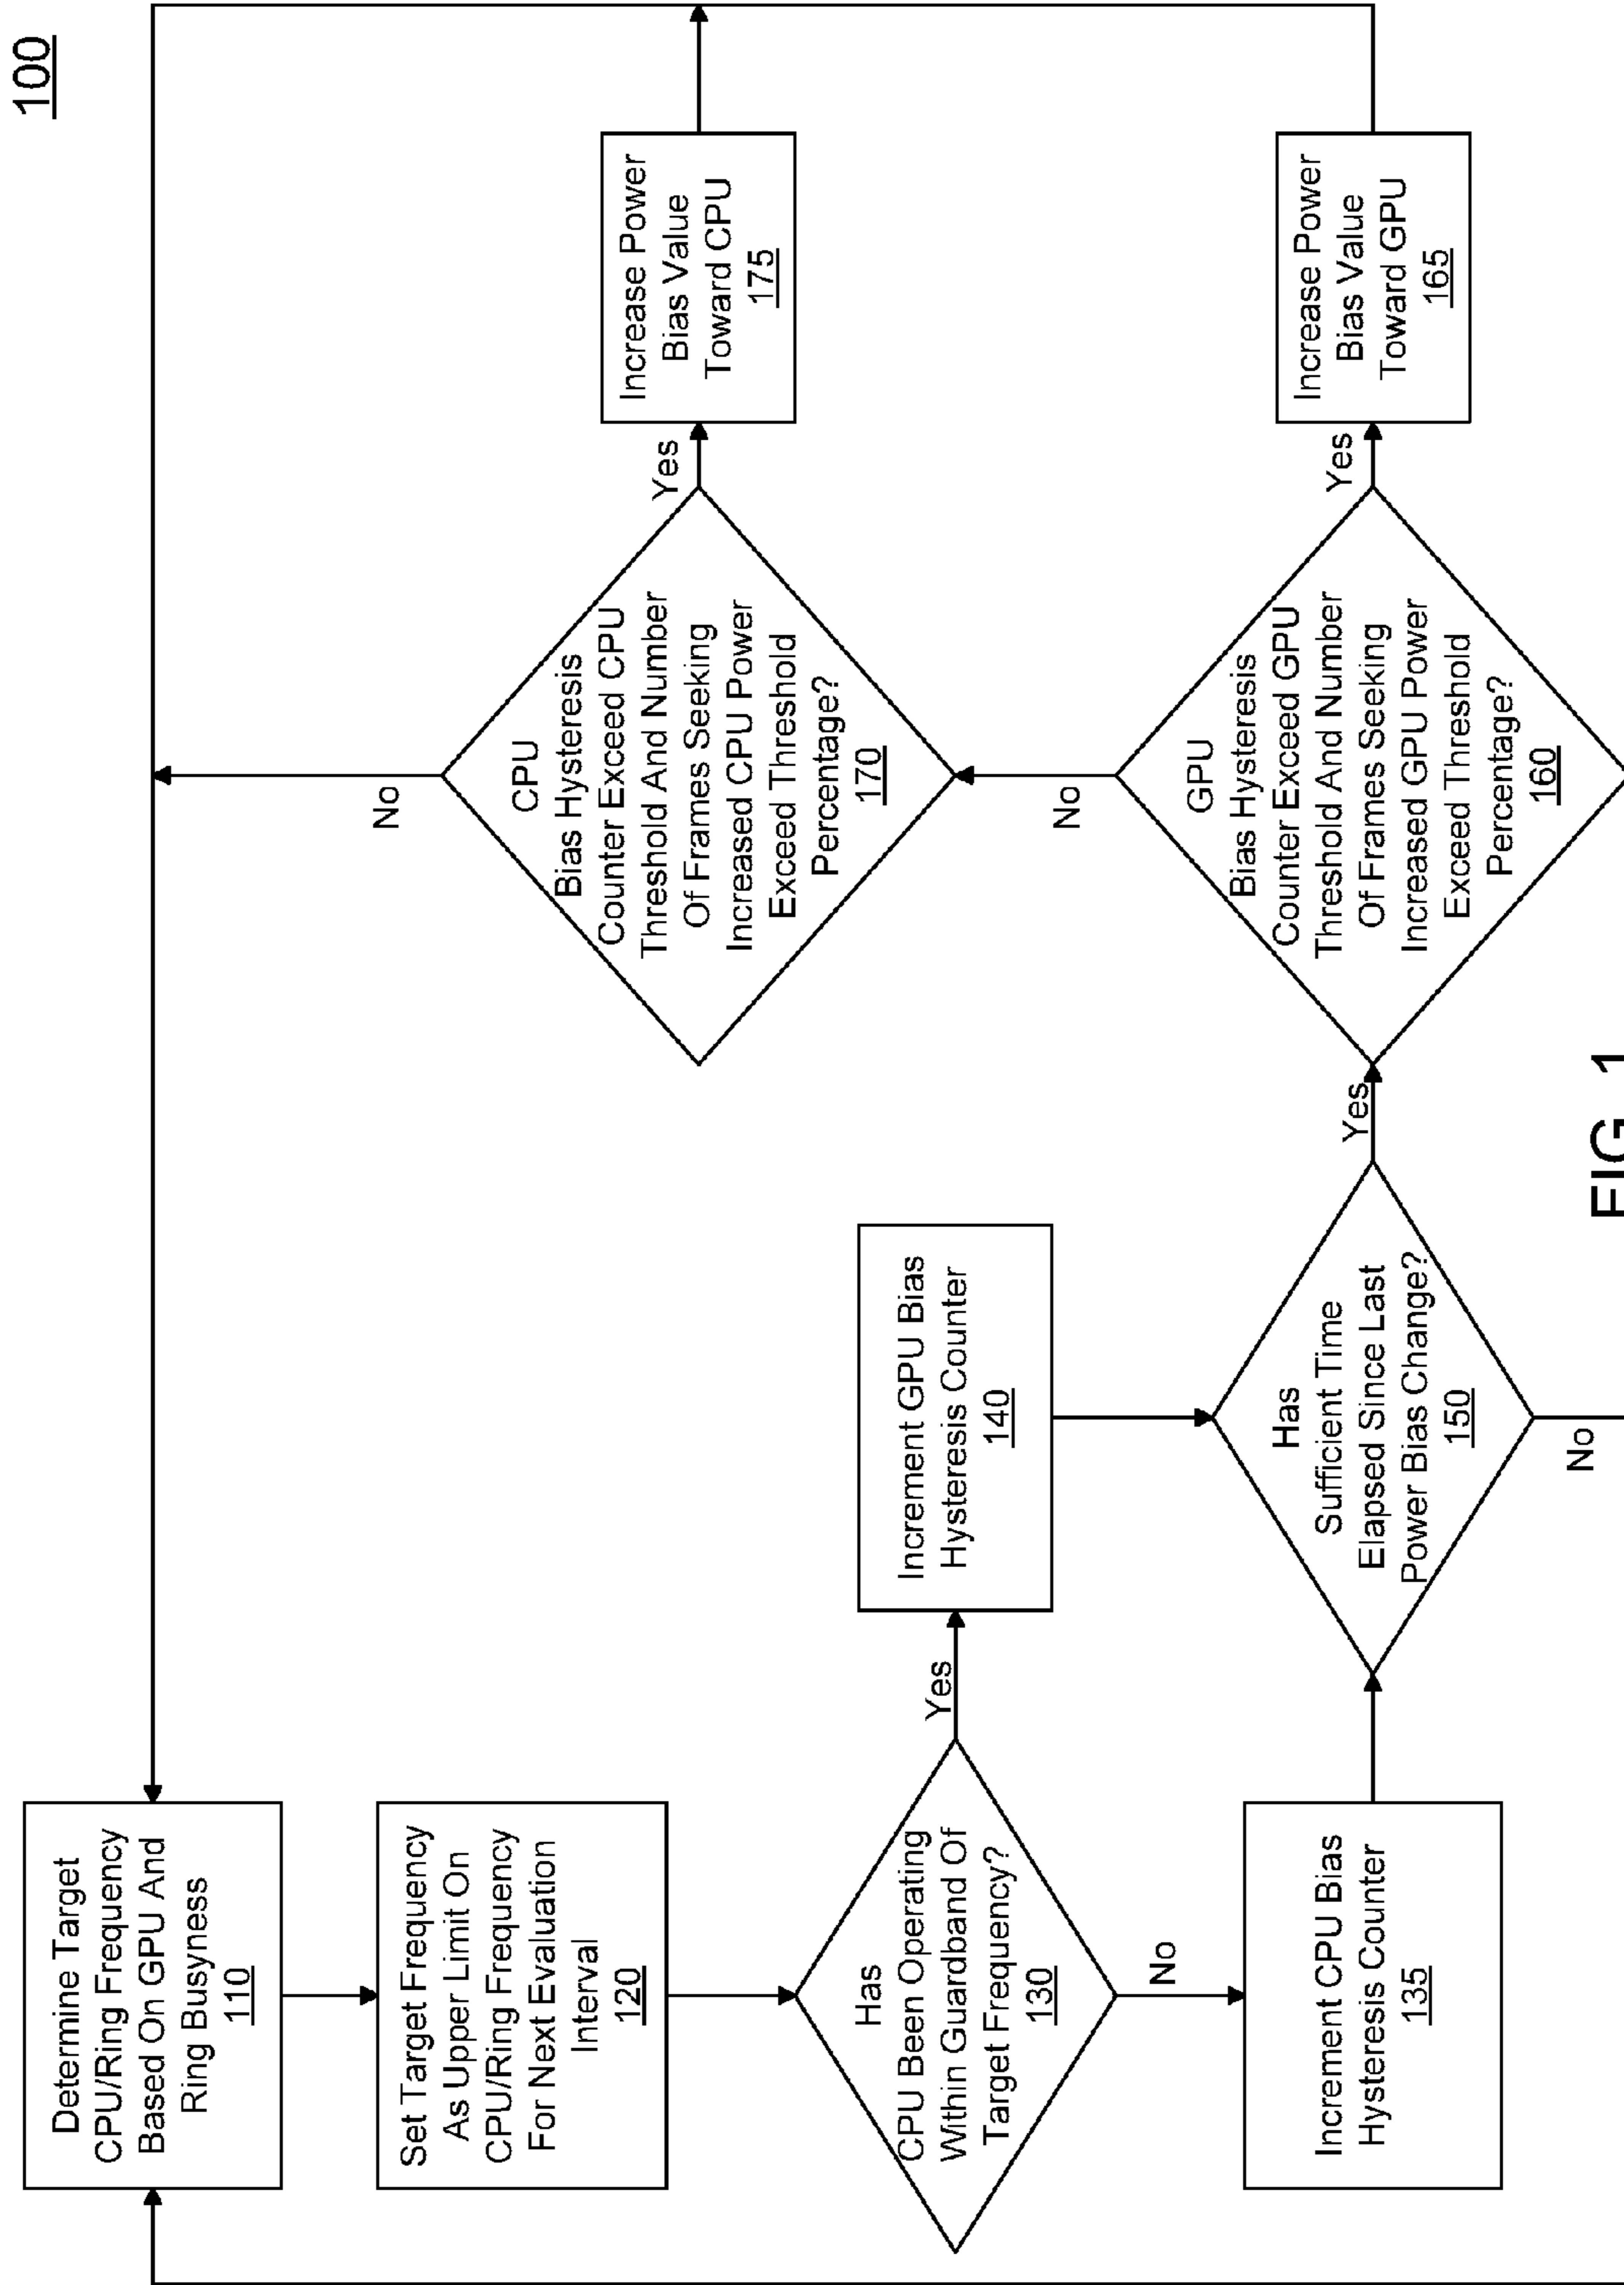 100
Determine Target
CPU/Ring Frequency
Based On GPU And
Ring Busyness
110
Set Target Frequency
As Upper Limit On
CPU/Ring Frequency
For Next Evaluation
Interval
120
Has
CPU Been Operating
Within Guardband Of
Target Frequency?
130
Yes
No
Increment CPU Bias
Hysteresis Counter
135
Increment GPU Bias
Hysteresis Counter
140
Has
Sufficient Time
Elapsed Since Last
Power Bias Change?
150
Yes
No
GPU
Bias Hysteresis
Counter Exceed GPU
Threshold And Number
Of Frames Seeking
Increased GPU Power
Exceed Threshold
Percentage?
160
Yes
No
Increase Power
Bias Value
Toward GPU
165
CPU
Bias Hysteresis
Counter Exceed CPU
Threshold And Number
Of Frames Seeking
Increased CPU Power
Exceed Threshold
Percentage?
170
Yes
No
Increase Power
Bias Value
Toward CPU
175
FIG. 1